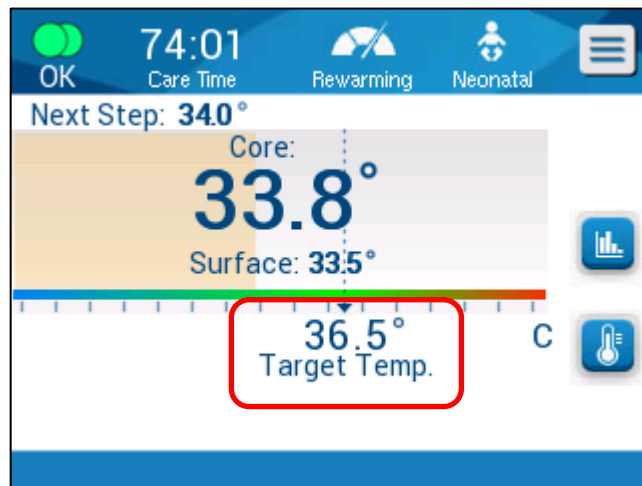 74:01
OK Care Time Rewarming Neonatal
Next Step: 34.0°
Core:
33.8°
Surface: 33.5°
36.5° C
Target Temp.